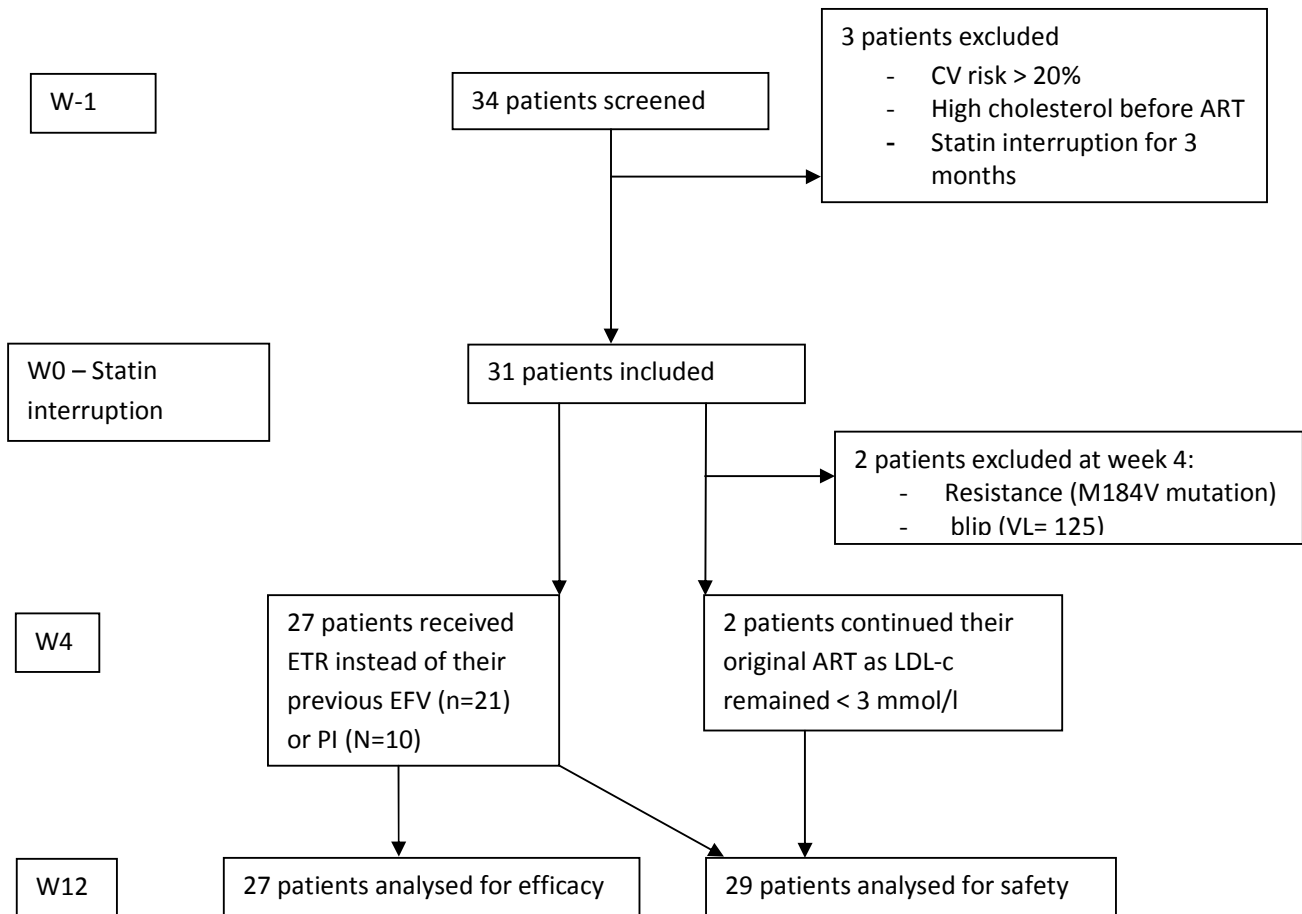 W-1
34 patients screened
3 patients excluded
- CV risk > 20%
- High cholesterol before ART
- Statin interruption for 3
months
W0 – Statin
interruption
31 patients included
2 patients excluded at week 4:
- Resistance (M184V mutation)
- blip (VL= 125)
W4
27 patients received
ETR instead of their
previous EFV (n=21)
or PI (N=10)
2 patients continued their
original ART as LDL-c
remained < 3 mmol/l
W12
27 patients analysed for efficacy
29 patients analysed for safety